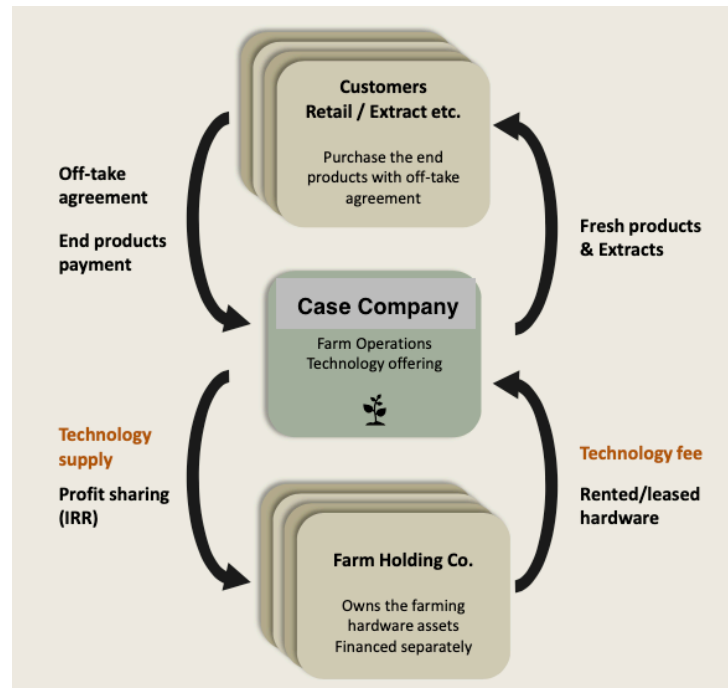 Customers
Retail / Extract etc.
Purchase the end
products with off-take
agreement
Off-take
agreement
End products
payment
Fresh products
& Extracts
Case Company
Farm Operations
Technology offering
Technology
supply
Profit sharing
(IRR)
Technology fee
Rented/leased
hardware
Farm Holding Co.
Owns the farming
hardware assets
Financed separately